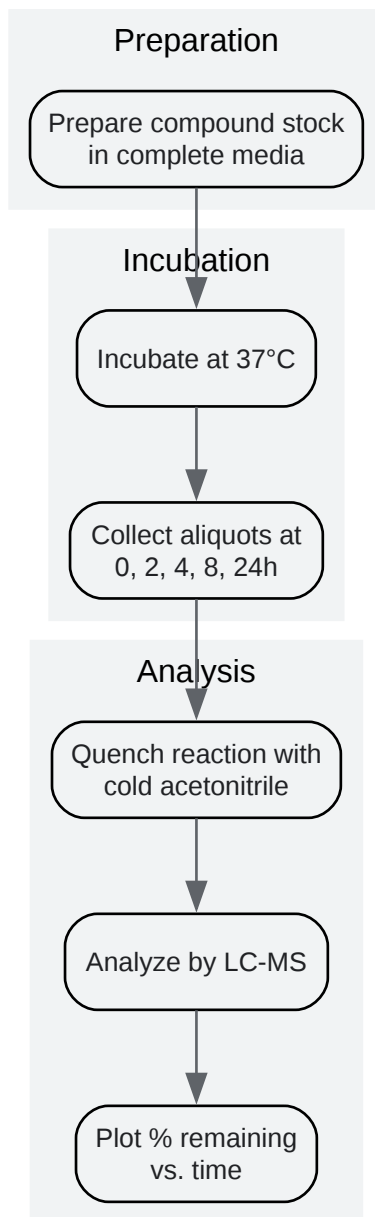 Preparation
Prepare compound stock
in complete media
Incubation
Incubate at 37°C
Collect aliquots at
0, 2, 4, 8, 24h
Analysis
Quench reaction with
cold acetonitrile
Analyze by LC-MS
Plot % remaining
vs. time